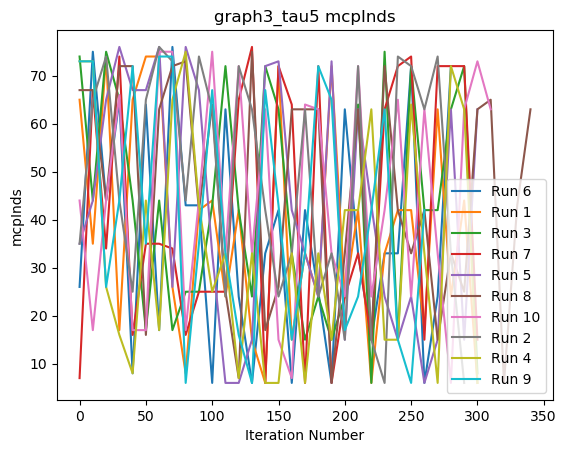 graph3_tau5 mcpInds
mcpInds
70
60
50
40
30
20
10
0
50
100
150
200
250
300
350
Iteration Number
Run 6
Run 1
Run 3
Run 7
Run 5
Run 8
Run 10
Run 2
Run 4
Run 9